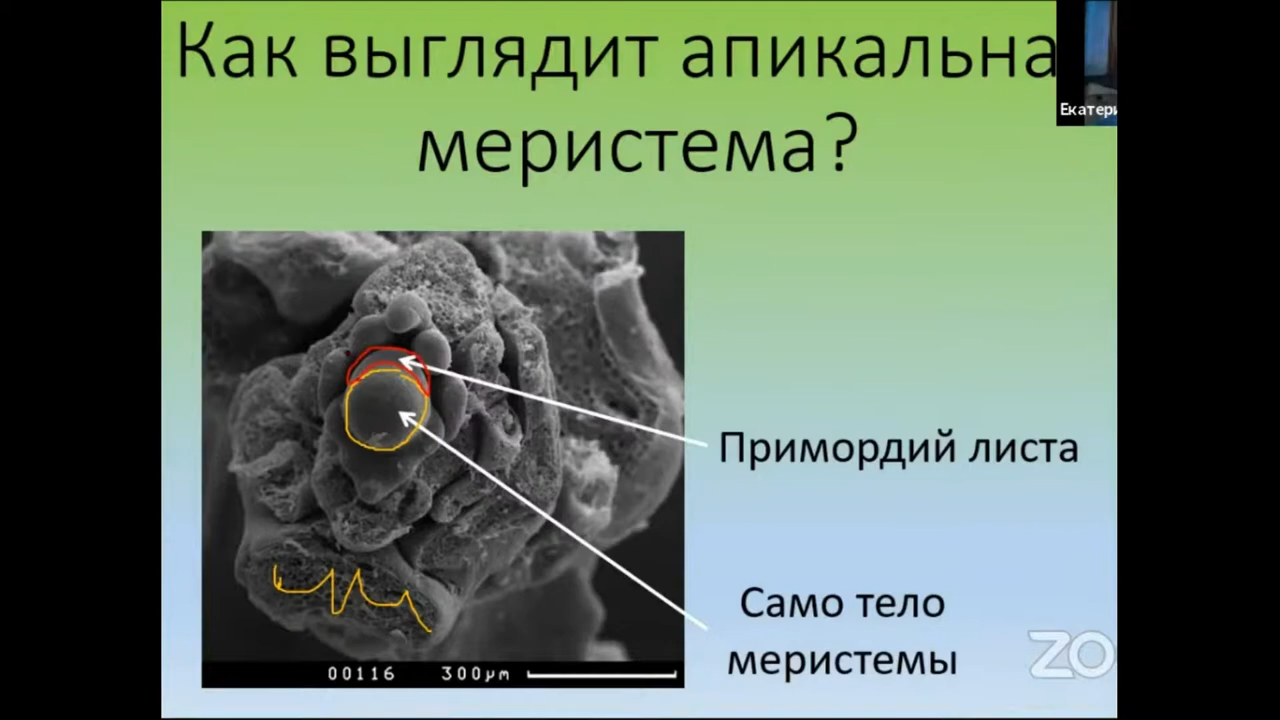 Как выглядит апикальна
меристема?
Екатери
Примордий листа
Само тело
меристемы
00116 300µm
ZO